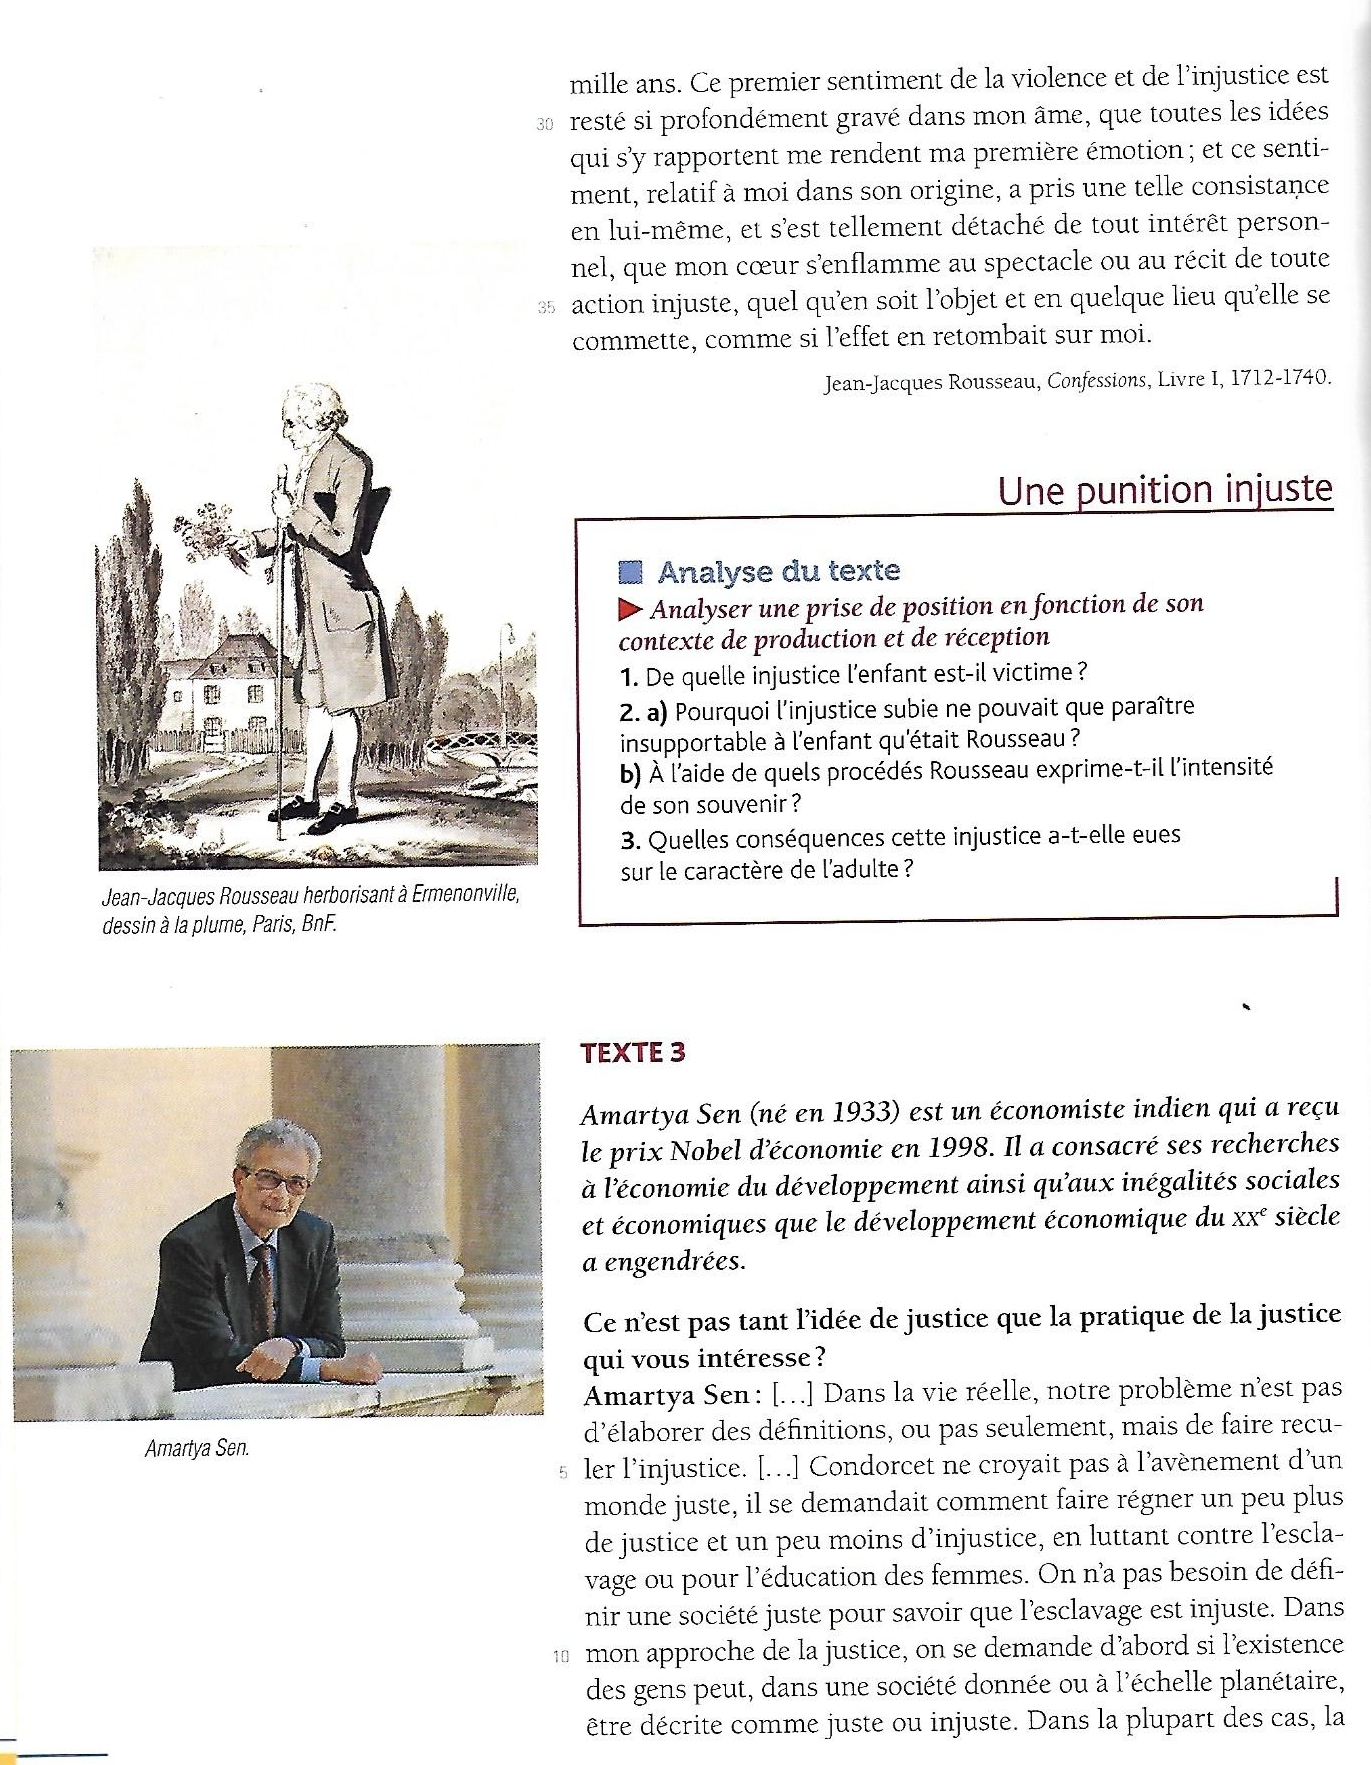 mille ans. Ce premier sentiment de la violence et de l'injustice est
30 resté si profondément gravé dans mon âme, que toutes les idées
qui s'y rapportent me rendent ma première émotion ; et ce senti-
ment, relatif à moi dans son origine, a pris une telle consistance
en lui-même, et s'est tellement détaché de tout intérêt person-
nel, que mon cœur s'enflamme au spectacle ou au récit de toute
35 action injuste, quel qu'en soit l'objet et en quelque lieu qu'elle se
commette, comme si l'effet en retombait sur moi.
Jean-Jacques Rousseau, Confessions, Livre I, 1712-1740.
Une punition injuste
Analyse du texte
Analyser une prise de position en fonction de son
contexte de production et de réception
1. De quelle injustice l'enfant est-il victime ?
2. a) Pourquoi l'injustice subie ne pouvait que paraître
insupportable à l'enfant qu'était Rousseau ?
b) À l'aide de quels procédés Rousseau exprime-t-il l'intensité
de son souvenir ?
3. Quelles conséquences cette injustice a-t-elle eues
sur le caractère de l'adulte ?
Jean-Jacques Rousseau herborisant à Ermenonville,
dessin à la plume, Paris, BnF.
TEXTE 3
Amartya Sen (né en 1933) est un économiste indien qui a reçu
le prix Nobel d'économie en 1998. Il a consacré ses recherches
à l'économie du développement ainsi qu'aux inégalités sociales
et économiques que le développement économique du XXe siècle
a engendrées.
Amartya Sen.
Ce n'est pas tant l'idée de justice que la pratique de la justice
qui vous intéresse ?
Amartya Sen : [...] Dans la vie réelle, notre problème n'est pas
d'élaborer des définitions, ou pas seulement, mais de faire recu-
5 ler l'injustice. [...] Condorcet ne croyait pas à l'avènement d'un
monde juste, il se demandait comment faire régner un peu plus
de justice et un peu moins d'injustice, en luttant contre l'escla-
vage ou pour l'éducation des femmes. On n'a pas besoin de défi-
nir une société juste pour savoir que l'esclavage est injuste. Dans
10 mon approche de la justice, on se demande d'abord si l'existence
des gens peut, dans une société donnée ou à l'échelle planétaire,
être décrite comme juste ou injuste. Dans la plupart des cas, la